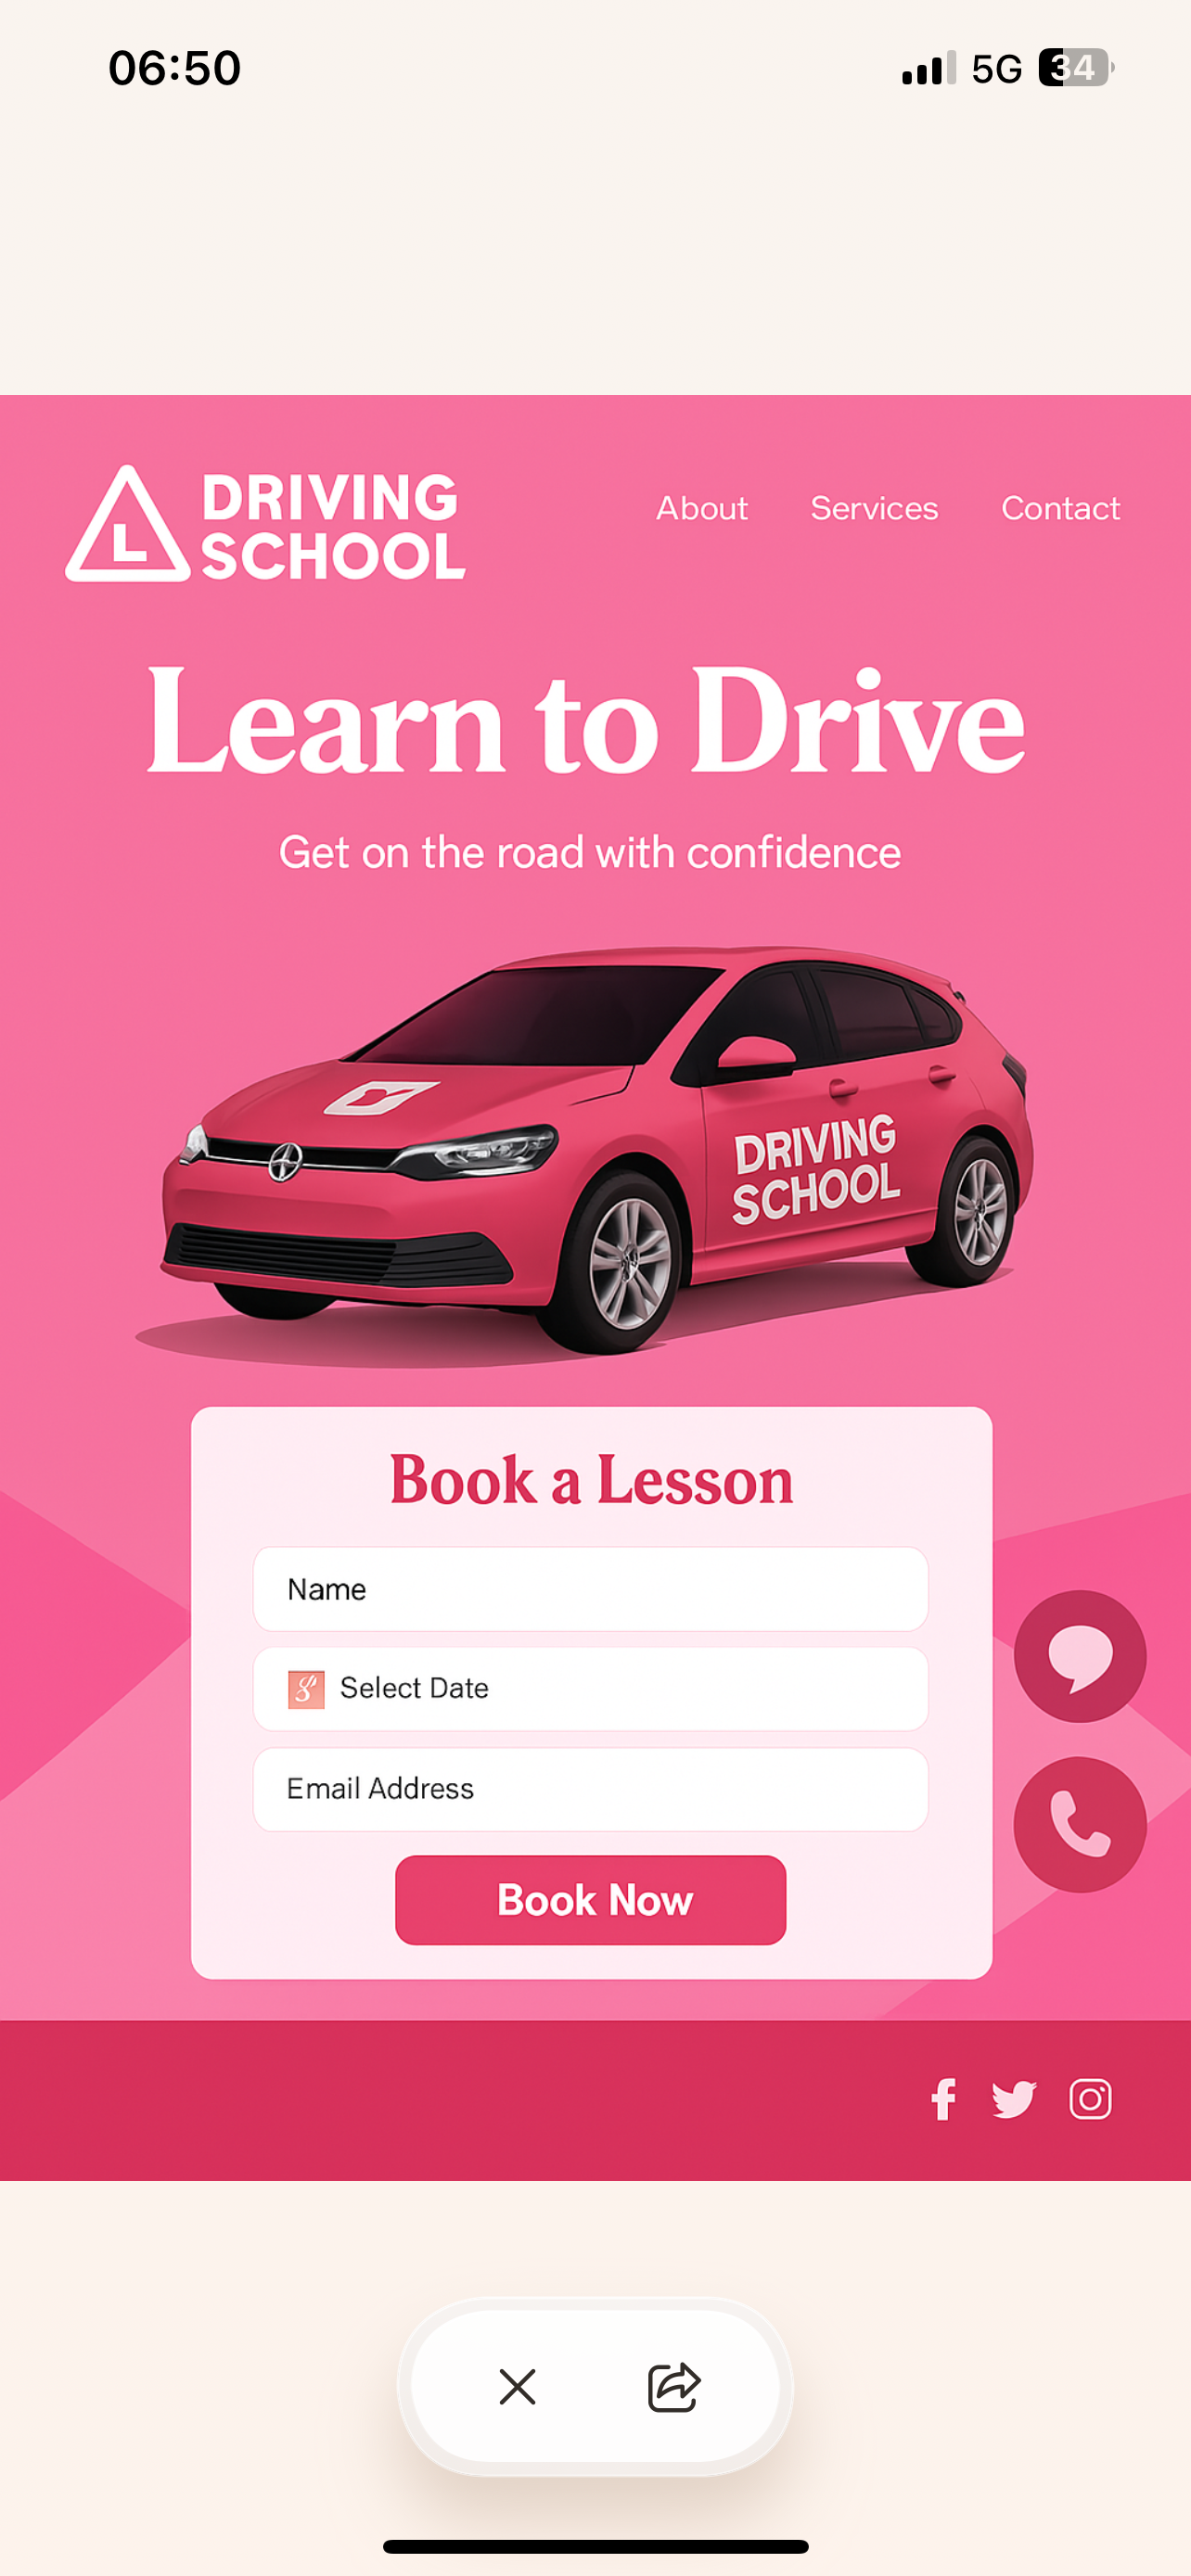 06:50 5G 34
L DRIVING
SCHOOL
About Services Contact
Learn to Drive
Get on the road with confidence
DRIVING
SCHOOL
Book a Lesson
Name
Select Date
Email Address
Book Now